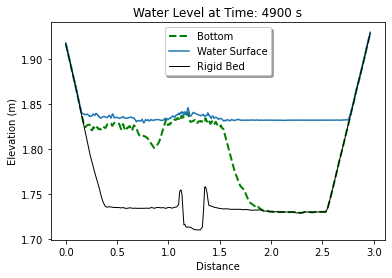 Water Level at Time: 4900 s
Bottom
Water Surface
Rigid Bed
Elevation (m)
1.90
1.85
1.80
1.75
1.70
0.0 0.5 1.0 1.5 2.0 2.5 3.0
Distance